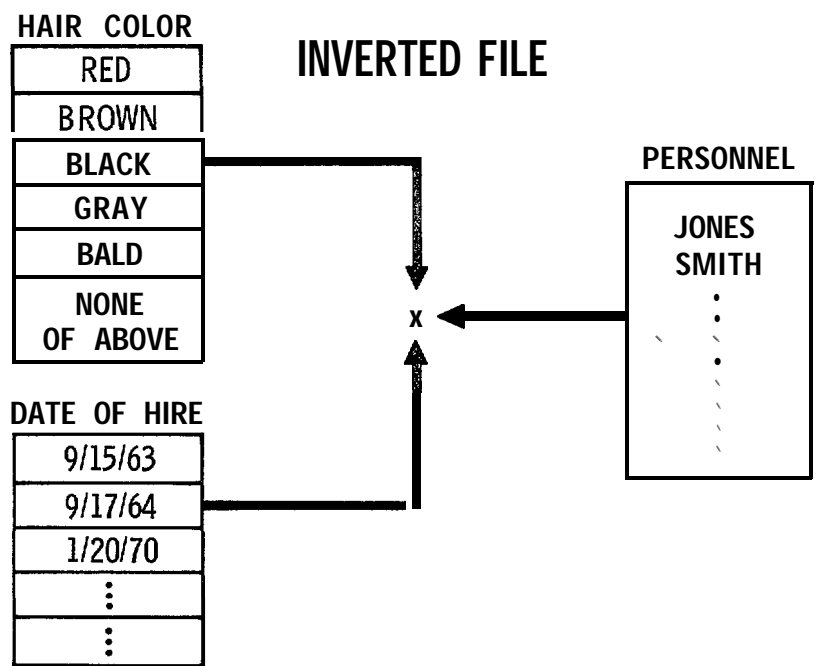 INVERTED FILE
HAIR COLOR
RED
BROWN
BLACK
GRAY
BALD
NONE
OF ABOVE
DATE OF HIRE
9/15/63
9/17/64
1/20/70
x
PERSONNEL
JONES
SMITH